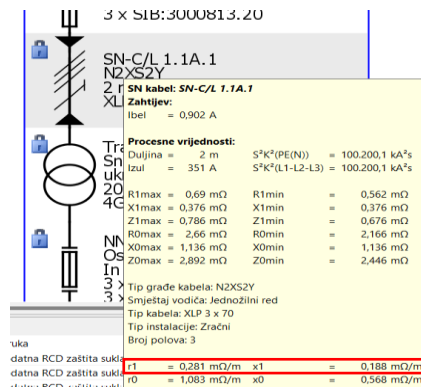 3 x SIB:3000813.20
SN-C/L 1.1A.1
N2XS2Y
2 
XL
SN kabel: SN-C/L 1.1A.1
Zahtijev:
Ibel = 0,902 A
Procesne vrijednosti:
Duljina = 2 m S²K²(PE(N)) = 100.200,1 kA²s
Izul = 351 A S²K²(L1-L2-L3) = 100.200,1 kA²s
R1max = 0,69 mΩ R1min = 0,562 mΩ
X1max = 0,376 mΩ X1min = 0,376 mΩ
Z1max = 0,786 mΩ Z1min = 0,676 mΩ
R0max = 2,66 mΩ R0min = 2,166 mΩ
X0max = 1,136 mΩ X0min = 1,136 mΩ
Z0max = 2,892 mΩ Z0min = 2,446 mΩ
Tip građe kabela: N2XS2Y
Smještaj vodiča: Jednožilni red
Tip kabela: XLP 3 x 70
Tip instalacije: Zračni
Broj polova: 3
r1 = 0,281 mΩ/m x1 = 0,188 mΩ/m
r0 = 1,083 mΩ/m x0 = 0,568 mΩ/m
Tra
Sn
uk
20
4G
NN
Os
In
3 x
3 x
ruka
datna RCD zaštita sukla
datna RCD zaštita sukla